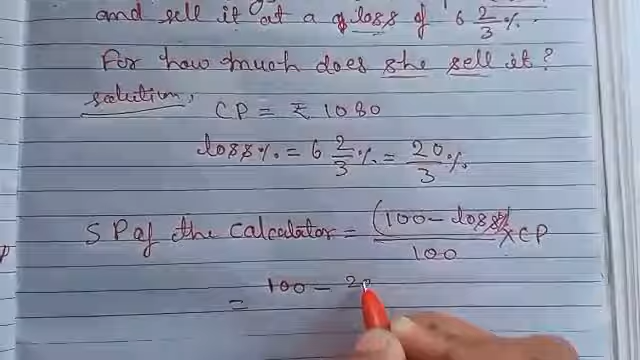 and sell it at a loss of 6 2/3 %.
For how much does she sell it?
solution,
CP = ₹ 1080
loss% = 6 2/3 % = 20/3 %
S P of the calculator = (100 - loss%)/100 × CP
= 100 - 20